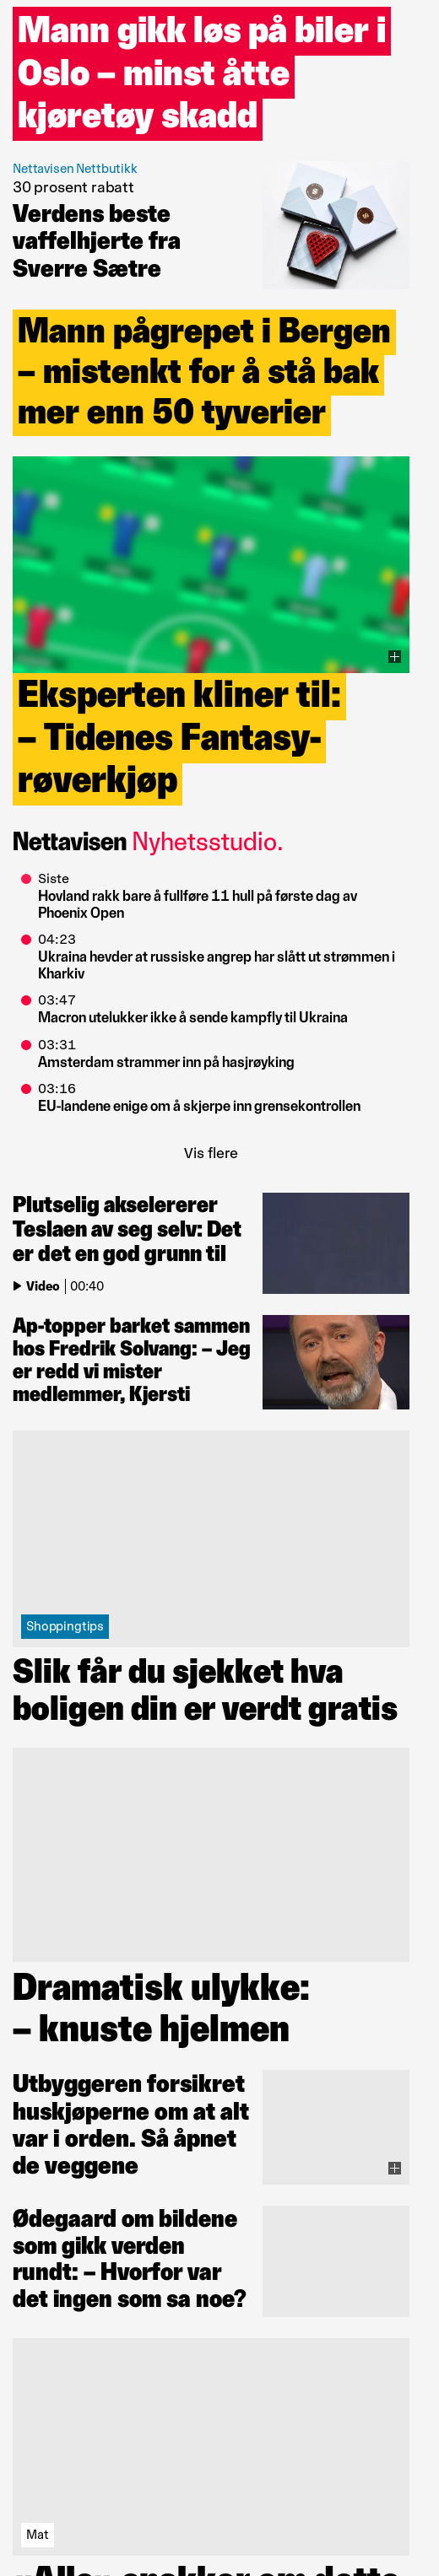 Mann gikk løs på biler i
Oslo – minst åtte
kjøretøy skadd
Nettavisen Nettbutikk
30 prosent rabatt
Verdens beste
vaffelhjerte fra
Sverre Sætre
Mann pågrepet i Bergen
– mistenkt for å stå bak
mer enn 50 tyverier
Eksperten kliner til:
– Tidenes Fantasy-
røverkjøp
Nettavisen Nyhetsstudio.
Siste
Hovland rakk bare å fullføre 11 hull på første dag av
Phoenix Open
04:23
Ukraina hevder at russiske angrep har slått ut strømmen i
Kharkiv
03:47
Macron utelukker ikke å sende kampfly til Ukraina
03:31
Amsterdam strammer inn på hasjrøyking
03:16
EU-landene enige om å skjerpe inn grensekontrollen
Vis flere
Plutselig akselererer
Teslaen av seg selv: Det
er det en god grunn til
Video 00:40
Ap-topper barket sammen
hos Fredrik Solvang: – Jeg
er redd vi mister
medlemmer, Kjersti
Shoppingtips
Slik får du sjekket hva
boligen din er verdt gratis
Dramatisk ulykke:
– knuste hjelmen
Utbyggeren forsikret
huskjøperne om at alt
var i orden. Så åpnet
de veggene
Ødegaard om bildene
som gikk verden
rundt: – Hvorfor var
det ingen som sa noe?
Mat
«Alle» snakker om dette